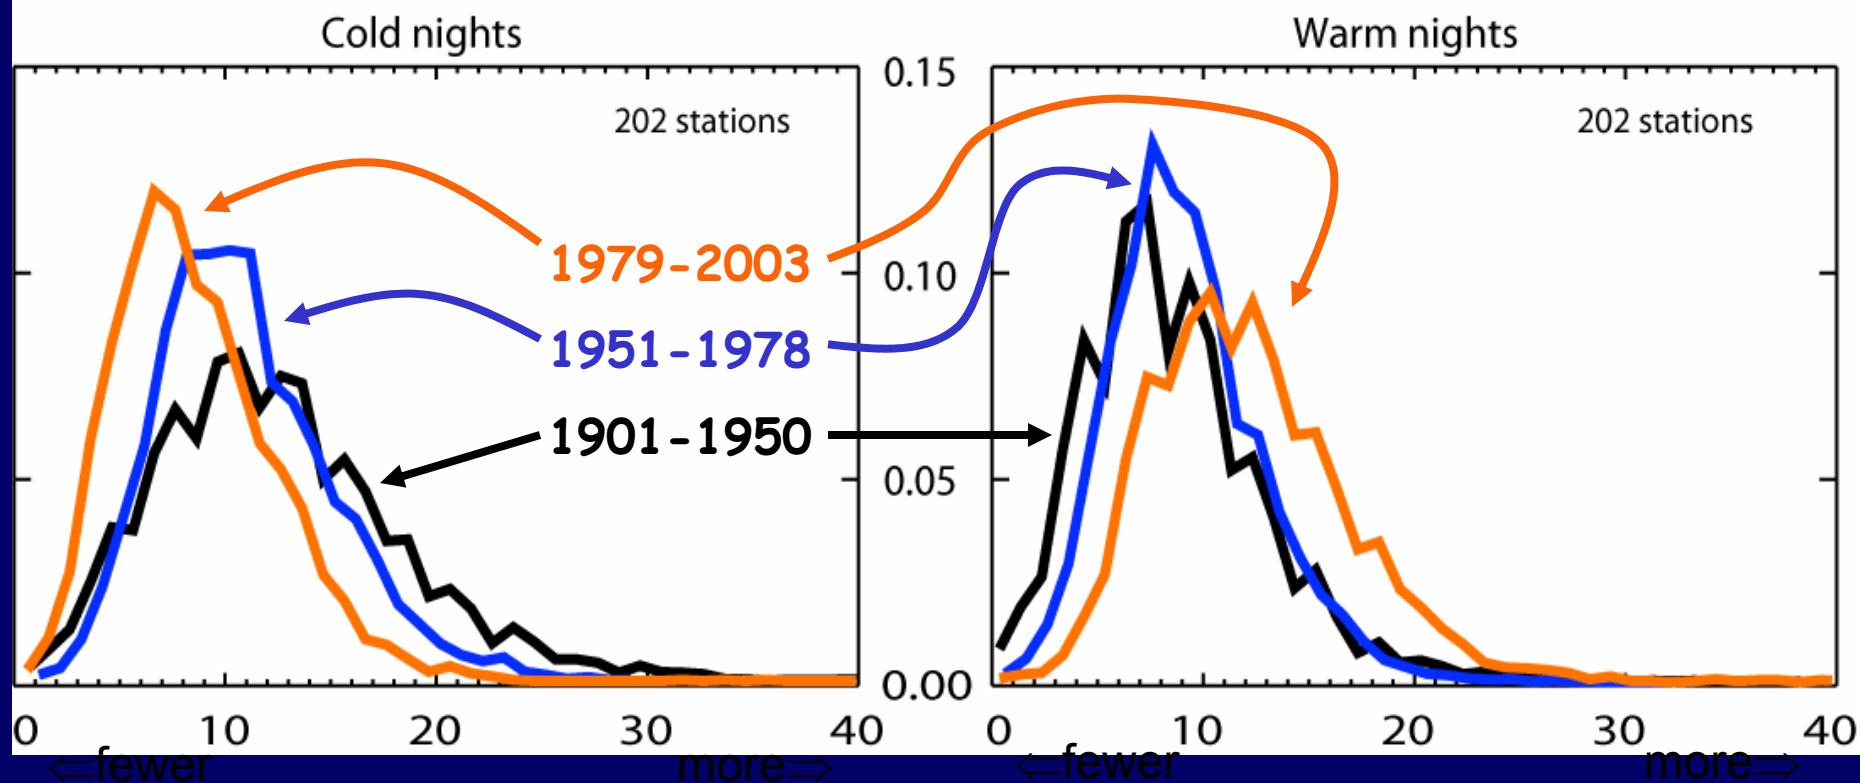 Cold nights
Warm nights
0.15
202 stations
202 stations
1979-2003
0.10
1951-1978
1901-1950
0.05
0.00
0 10 20 30 40
0 10 20 30 40
⇐fewer more⇒
⇐fewer more⇒